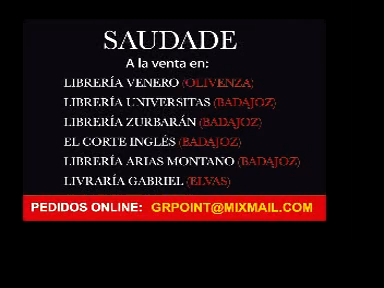 SAUDADE
A la venta en:
LIBRERÍA VENERO (OLIVENZA)
LIBRERÍA UNIVERSITAS (BADAJOZ)
LIBRERÍA ZURBARÁN (BADAJOZ)
EL CORTE INGLÉS (BADAJOZ)
LIBRERÍA ARIAS MONTANO (BADAJOZ)
LIVRARÍA GABRIEL (ELVAS)
PEDIDOS ONLINE: GRPOINT@MIXMAIL.COM